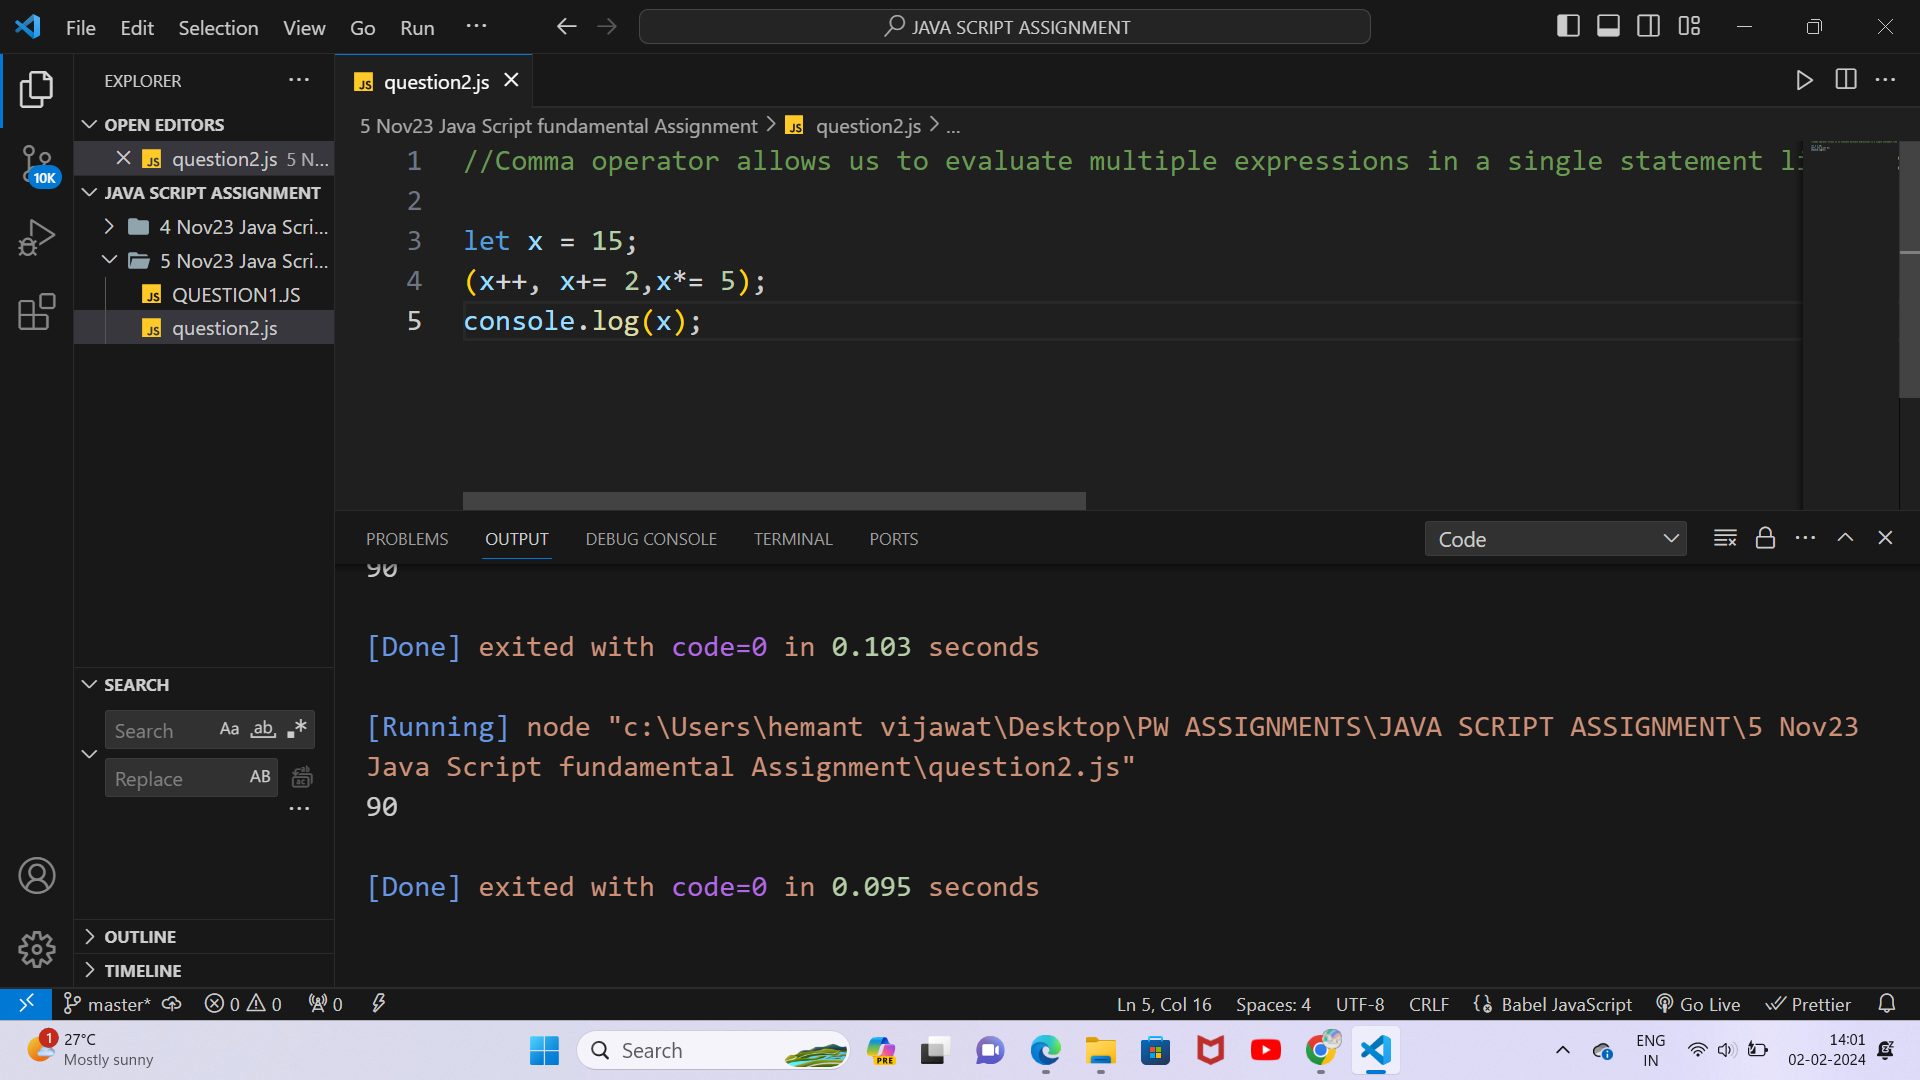 File Edit Selection View Go Run ···
JAVA SCRIPT ASSIGNMENT
EXPLORER ···
OPEN EDITORS
question2.js 5 N...
10K
JAVA SCRIPT ASSIGNMENT
4 Nov23 Java Scri...
5 Nov23 Java Scri...
JS QUESTION1.JS
JS question2.js
JS question2.js
5 Nov23 Java Script fundamental Assignment > JS question2.js > ...
1 //Comma operator allows us to evaluate multiple expressions in a single statement
2
3 let x = 15;
4 (x++, x+= 2,x*= 5);
5 console.log(x);
PROBLEMS OUTPUT DEBUG CONSOLE TERMINAL PORTS
Code
90
[Done] exited with code=0 in 0.103 seconds
[Running] node "c:\Users\hemant vijawat\Desktop\PW ASSIGNMENTS\JAVA SCRIPT ASSIGNMENT\5 Nov23
Java Script fundamental Assignment\question2.js"
90
[Done] exited with code=0 in 0.095 seconds
SEARCH
Search Aa ab .*
Replace AB
···
OUTLINE
TIMELINE
master* 0 0 0
Ln 5, Col 16 Spaces: 4 UTF-8 CRLF Babel JavaScript Go Live Prettier
1
27°C
Mostly sunny
Search
PRE
ENG
IN
14:01
02-02-2024